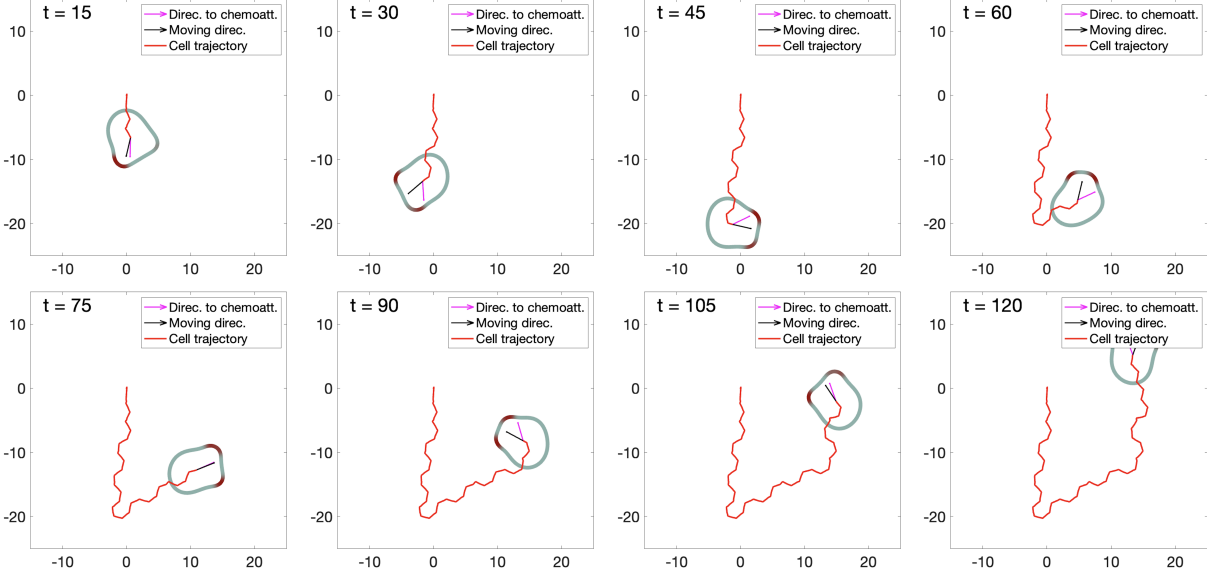 t = 15
Direc. to chemoatt.
Moving direc.
Cell trajectory
10
0
-10
-20
-10 0 10 20
t = 30
Direc. to chemoatt.
Moving direc.
Cell trajectory
10
0
-10
-20
-10 0 10 20
t = 45
Direc. to chemoatt.
Moving direc.
Cell trajectory
10
0
-10
-20
-10 0 10 20
t = 60
Direc. to chemoatt.
Moving direc.
Cell trajectory
10
0
-10
-20
-10 0 10 20
t = 75
Direc. to chemoatt.
Moving direc.
Cell trajectory
10
0
-10
-20
-10 0 10 20
t = 90
Direc. to chemoatt.
Moving direc.
Cell trajectory
10
0
-10
-20
-10 0 10 20
t = 105
Direc. to chemoatt.
Moving direc.
Cell trajectory
10
0
-10
-20
-10 0 10 20
t = 120
Direc. to chemoatt.
Moving direc.
Cell trajectory
10
0
-10
-20
-10 0 10 20